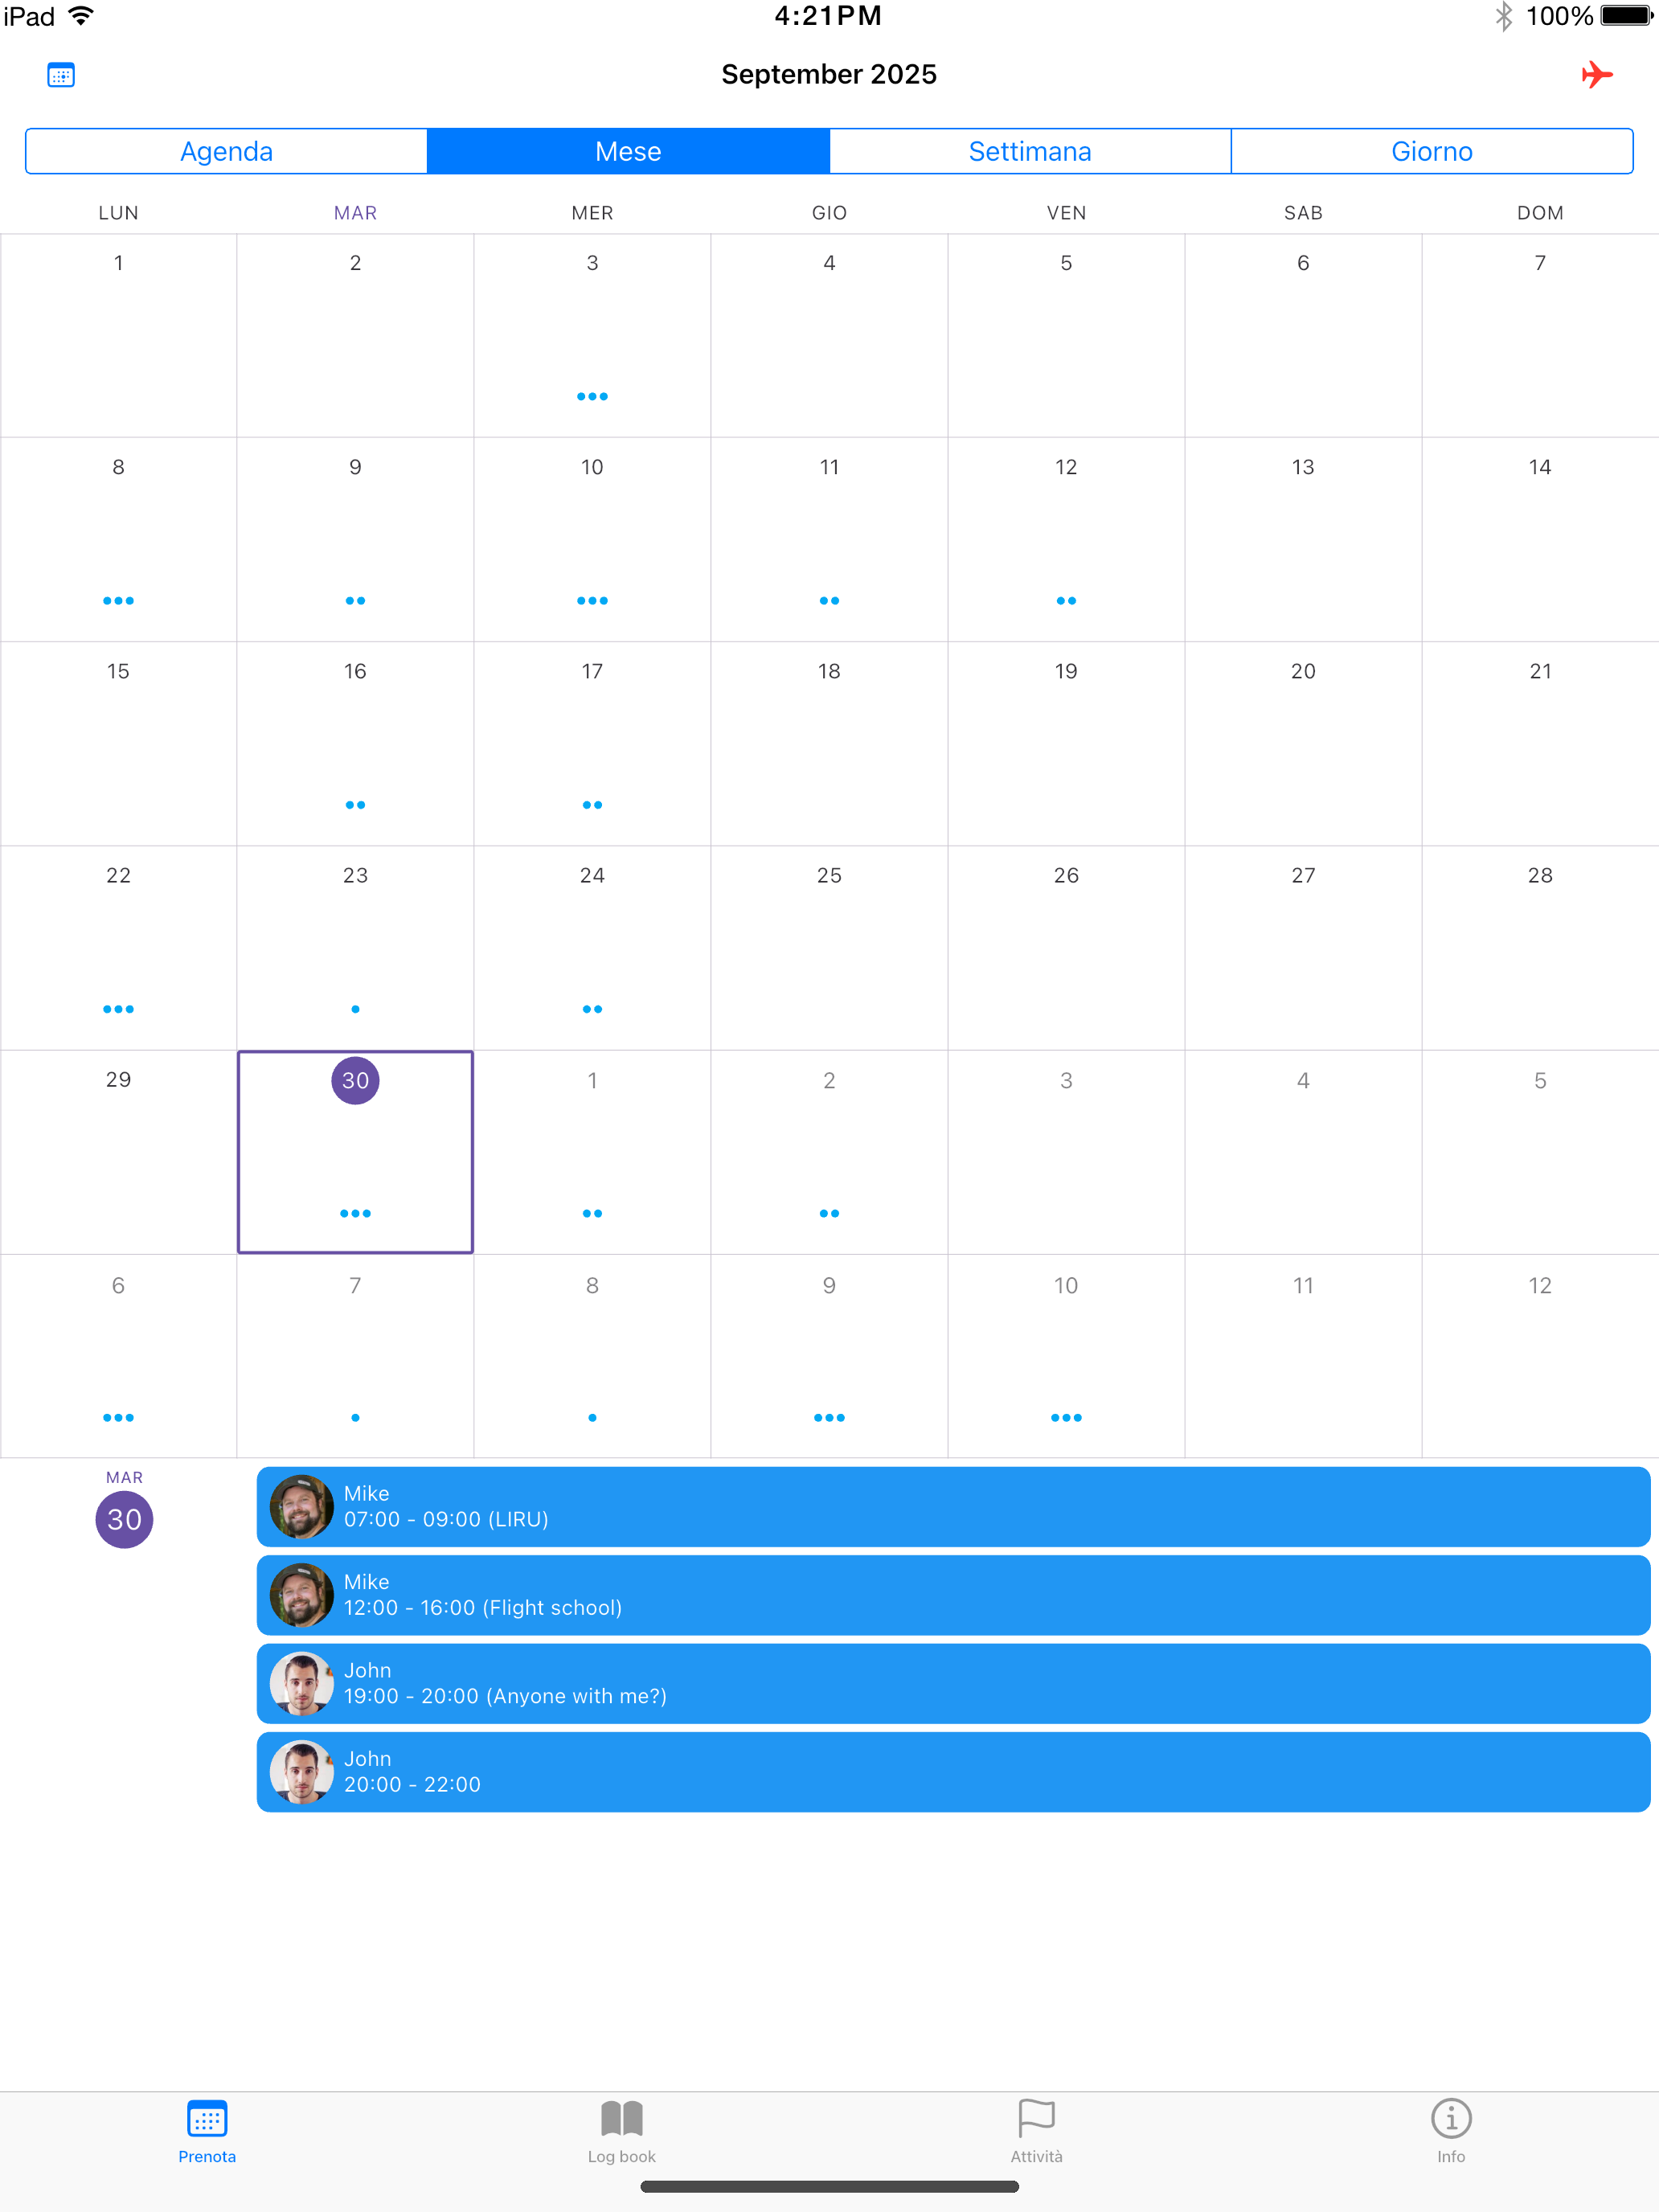 iPad 4:21PM 100%
September 2025
Agenda Mese Settimana Giorno
LUN MAR MER GIO VEN SAB DOM
1 2 3 4 5 6 7
8 9 10 11 12 13 14
15 16 17 18 19 20 21
22 23 24 25 26 27 28
29 30 1 2 3 4 5
6 7 8 9 10 11 12
MAR
30
Mike
07:00 - 09:00 (LIRU)
Mike
12:00 - 16:00 (Flight school)
John
19:00 - 20:00 (Anyone with me?)
John
20:00 - 22:00
Prenota Log book Attività Info